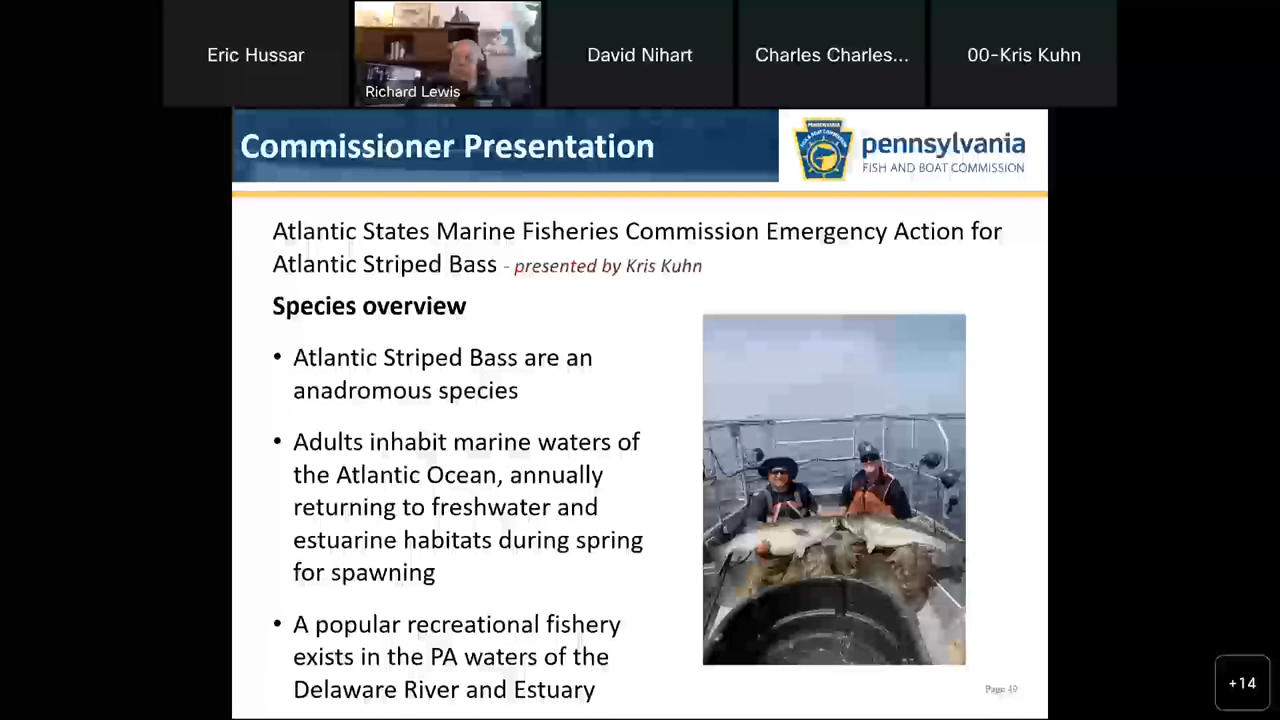 Eric Hussar
Richard Lewis
David Nihart
Charles Charles...
00-Kris Kuhn
Commissioner Presentation
pennsylvania
FISH AND BOAT COMMISSION
Atlantic States Marine Fisheries Commission Emergency Action for
Atlantic Striped Bass - presented by Kris Kuhn
Species overview
• Atlantic Striped Bass are an
anadromous species
• Adults inhabit marine waters of
the Atlantic Ocean, annually
returning to freshwater and
estuarine habitats during spring
for spawning
• A popular recreational fishery
exists in the PA waters of the
Delaware River and Estuary
Page 49
+14